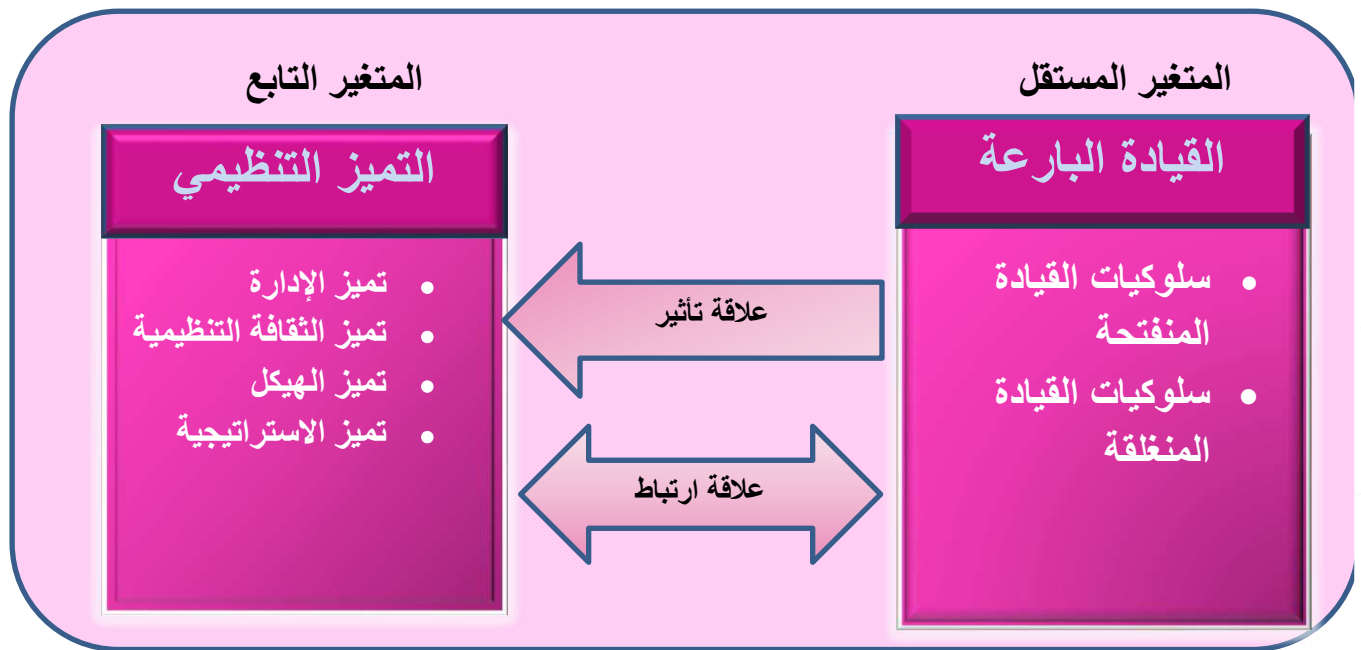 المتغير المستقل
القيادة البارعة
• سلوكيات القيادة
المنفتحة
• سلوكيات القيادة
المنغلقة
علاقة تأثير
علاقة ارتباط
المتغير التابع
التميز التنظيمي
• تميز الإدارة
• تميز الثقافة التنظيمية
• تميز الهيكل
• تميز الاستراتيجية